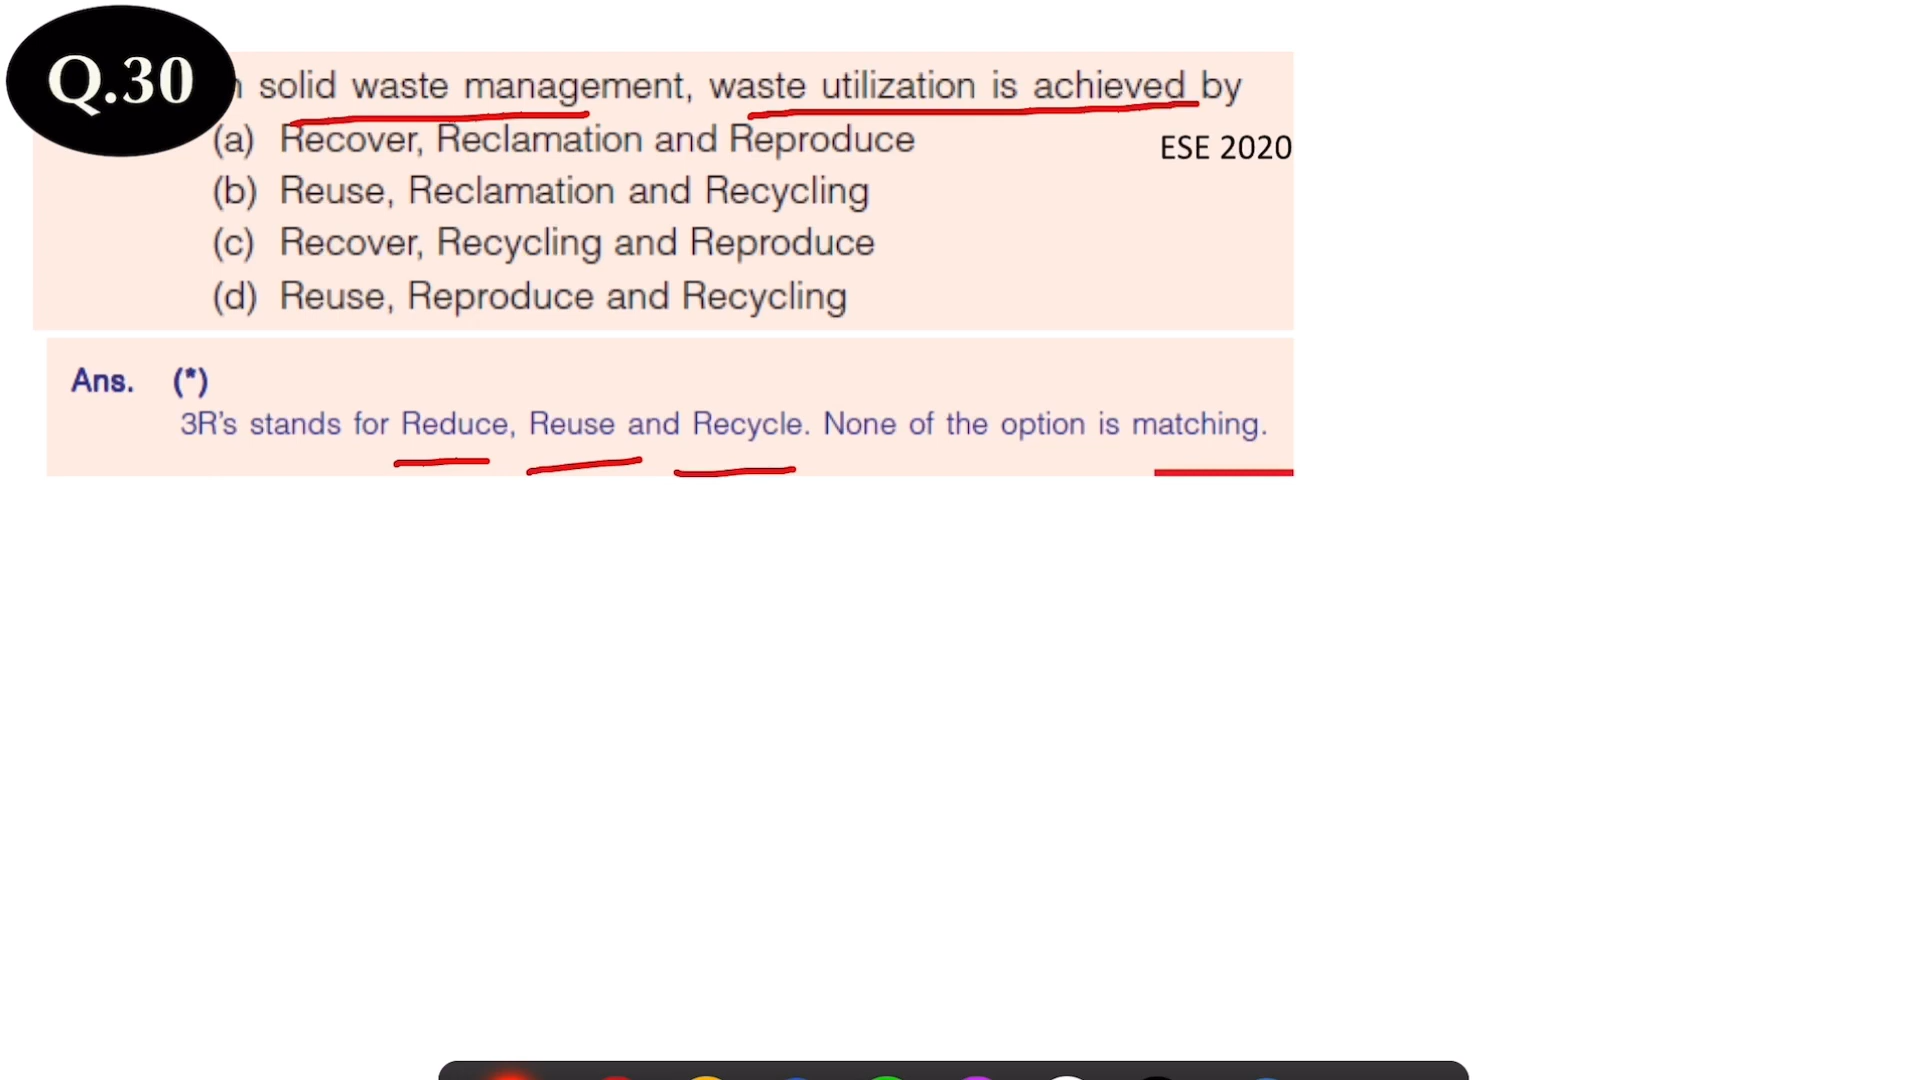 Q.30
solid waste management, waste utilization is achieved by
(a) Recover, Reclamation and Reproduce
ESE 2020
(b) Reuse, Reclamation and Recycling
(c) Recover, Recycling and Reproduce
(d) Reuse, Reproduce and Recycling
Ans. (*)
3R's stands for Reduce, Reuse and Recycle. None of the option is matching.